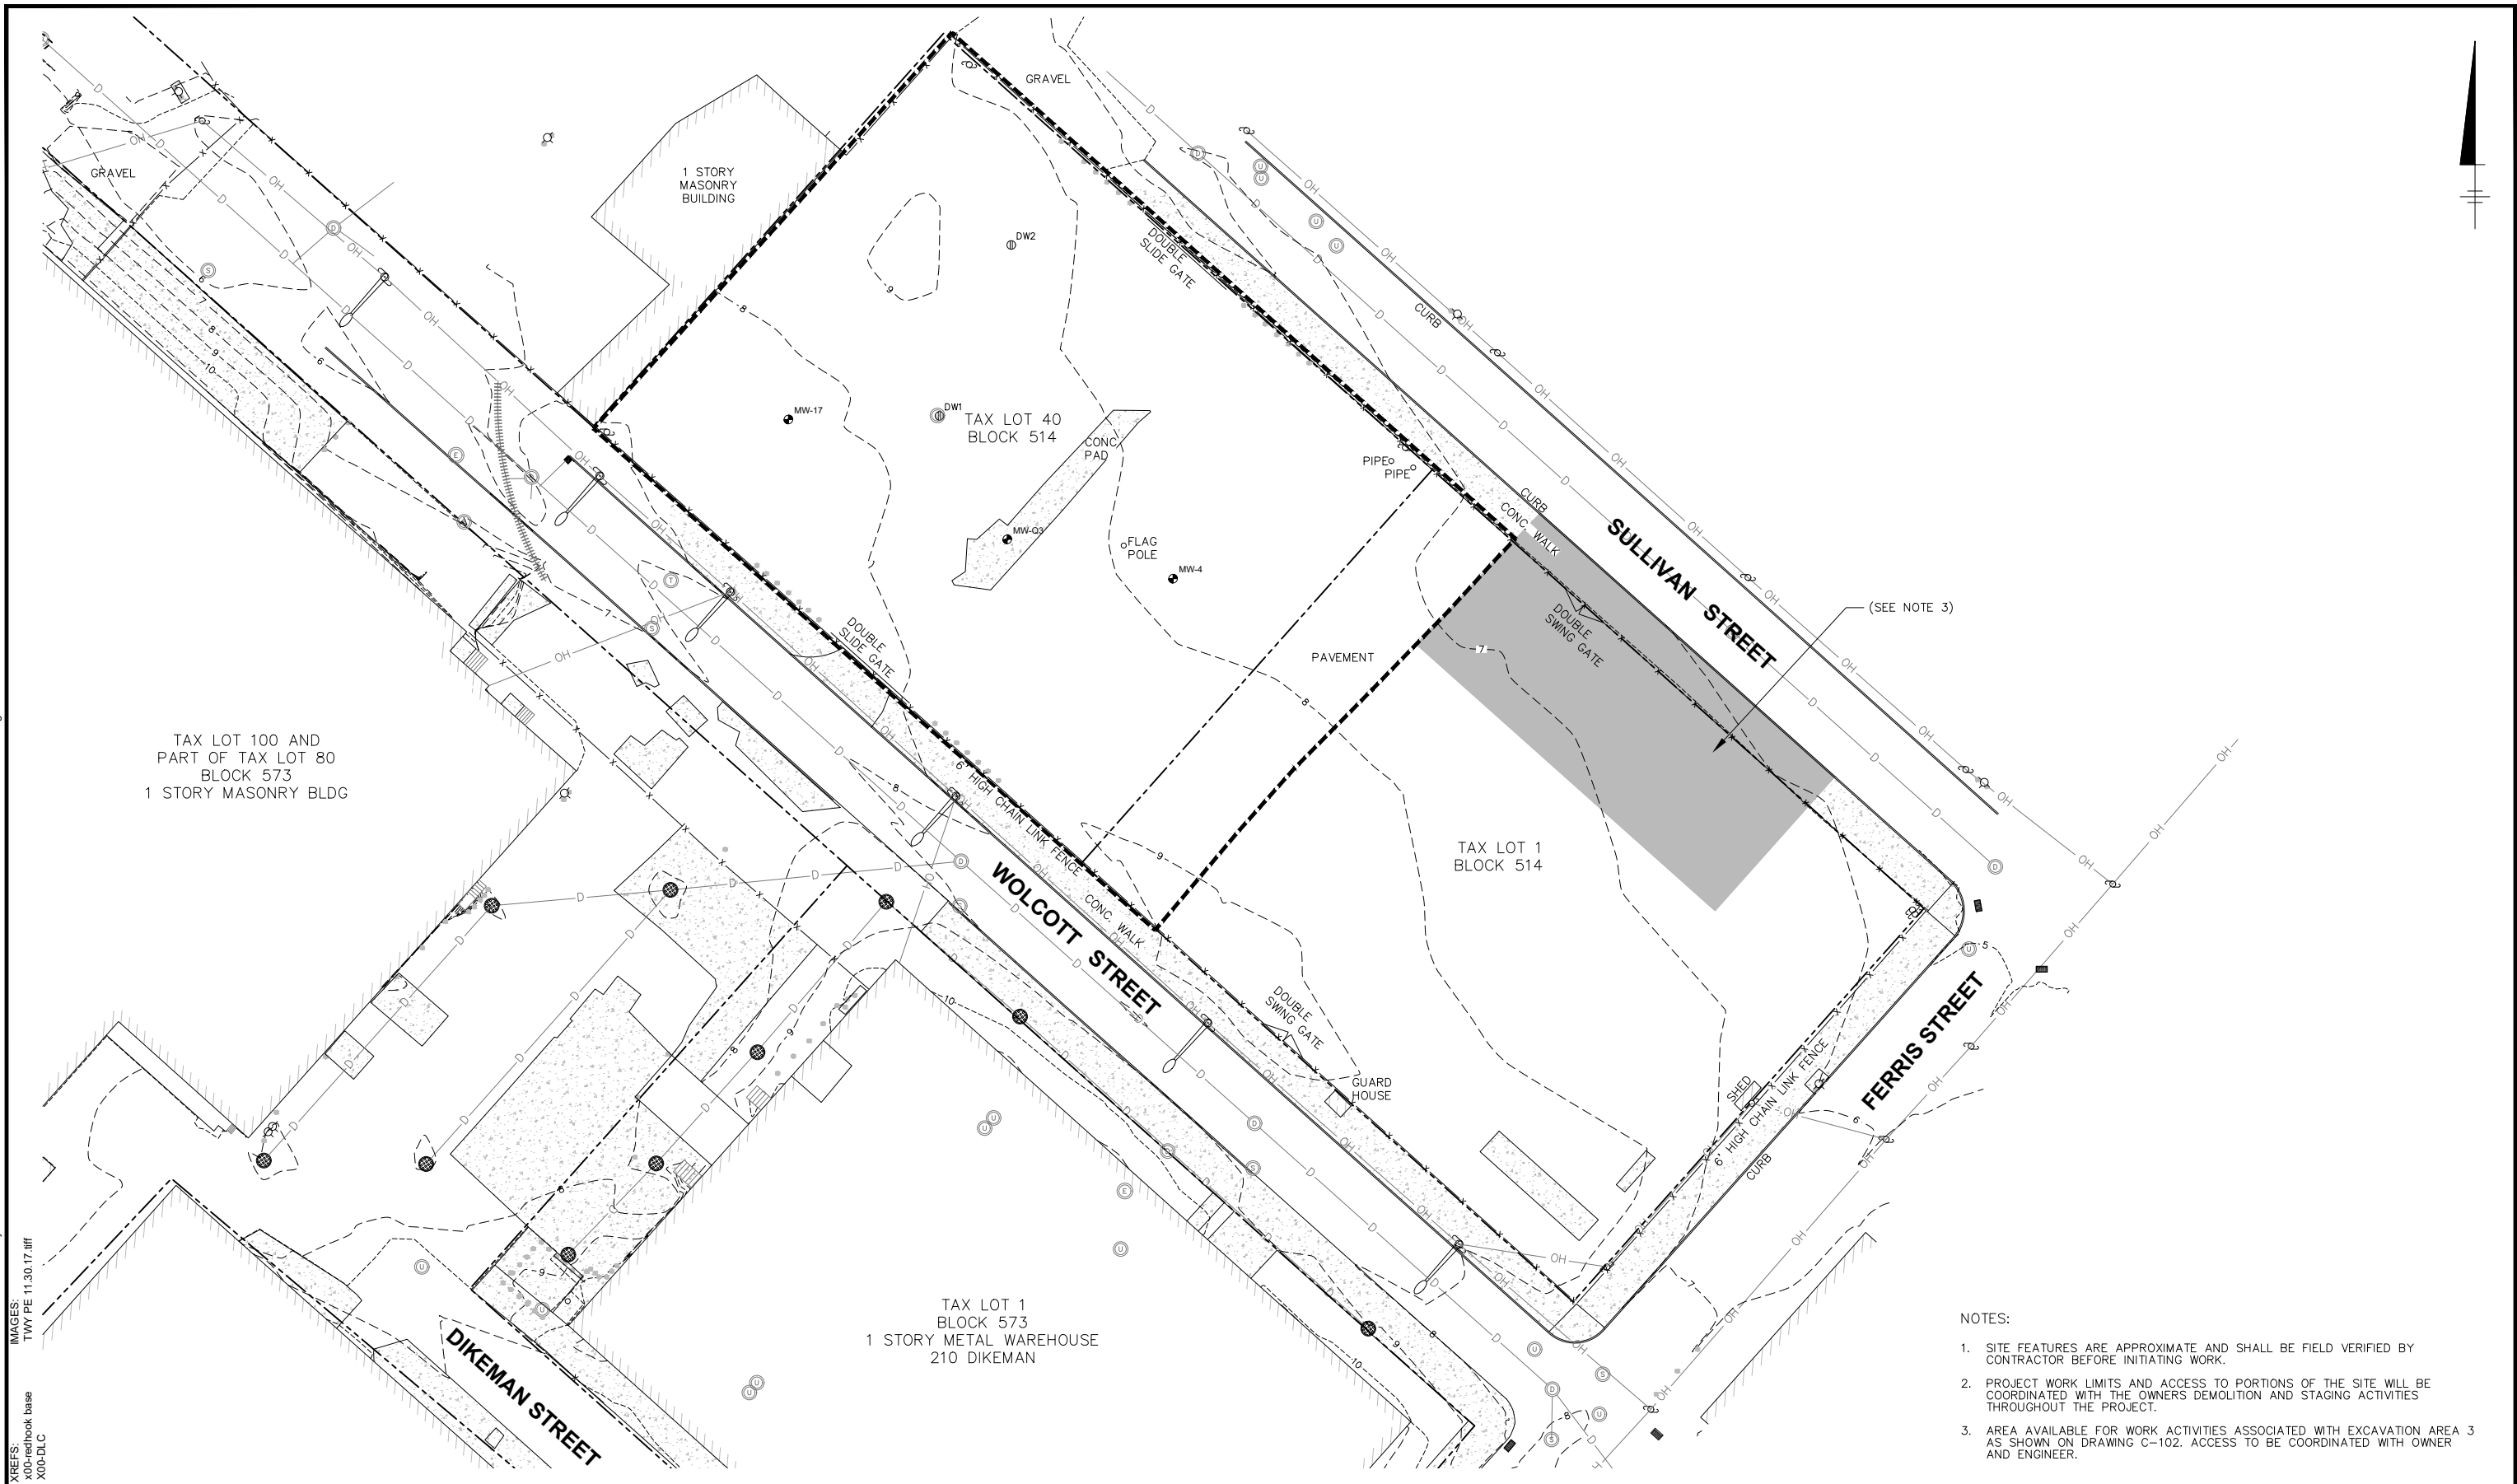 GRAVEL
GRAVEL
1 STORY
MASONRY
BUILDING
DW2
DOUBLE
SLIDE GATE
CURB
MW-17
DW1
TAX LOT 40
BLOCK 514
CONC.
PAD
PIPE
PIPE
CURB
CONC. WALK
SULLIVAN STREET
MW-03
FLAG
POLE
MW-4
(SEE NOTE 3)
DOUBLE
SWING GATE
DOUBLE
SLIDE GATE
PAVEMENT
TAX LOT 100 AND
PART OF TAX LOT 80
BLOCK 573
1 STORY MASONRY BLDG
6' HIGH CHAIN LINK FENCE
TAX LOT 1
BLOCK 514
WOLCOTT STREET
CONC. WALK
DOUBLE
SWING GATE
FERRIS STREET
GUARD
HOUSE
SHED
6' HIGH CHAIN LINK FENCE
CURB
TAX LOT 1
BLOCK 573
1 STORY METAL WAREHOUSE
210 DIKEMAN
DIKEMAN STREET
NOTES:
1. SITE FEATURES ARE APPROXIMATE AND SHALL BE FIELD VERIFIED BY
CONTRACTOR BEFORE INITIATING WORK.
2. PROJECT WORK LIMITS AND ACCESS TO PORTIONS OF THE SITE WILL BE
COORDINATED WITH THE OWNERS DEMOLITION AND STAGING ACTIVITIES
THROUGHOUT THE PROJECT.
3. AREA AVAILABLE FOR WORK ACTIVITIES ASSOCIATED WITH EXCAVATION AREA 3
AS SHOWN ON DRAWING C-102. ACCESS TO BE COORDINATED WITH OWNER
AND ENGINEER.
XREFS:
x00-redhook base
X00-DLC
IMAGES:
TWY PE 11.30.17.tiff